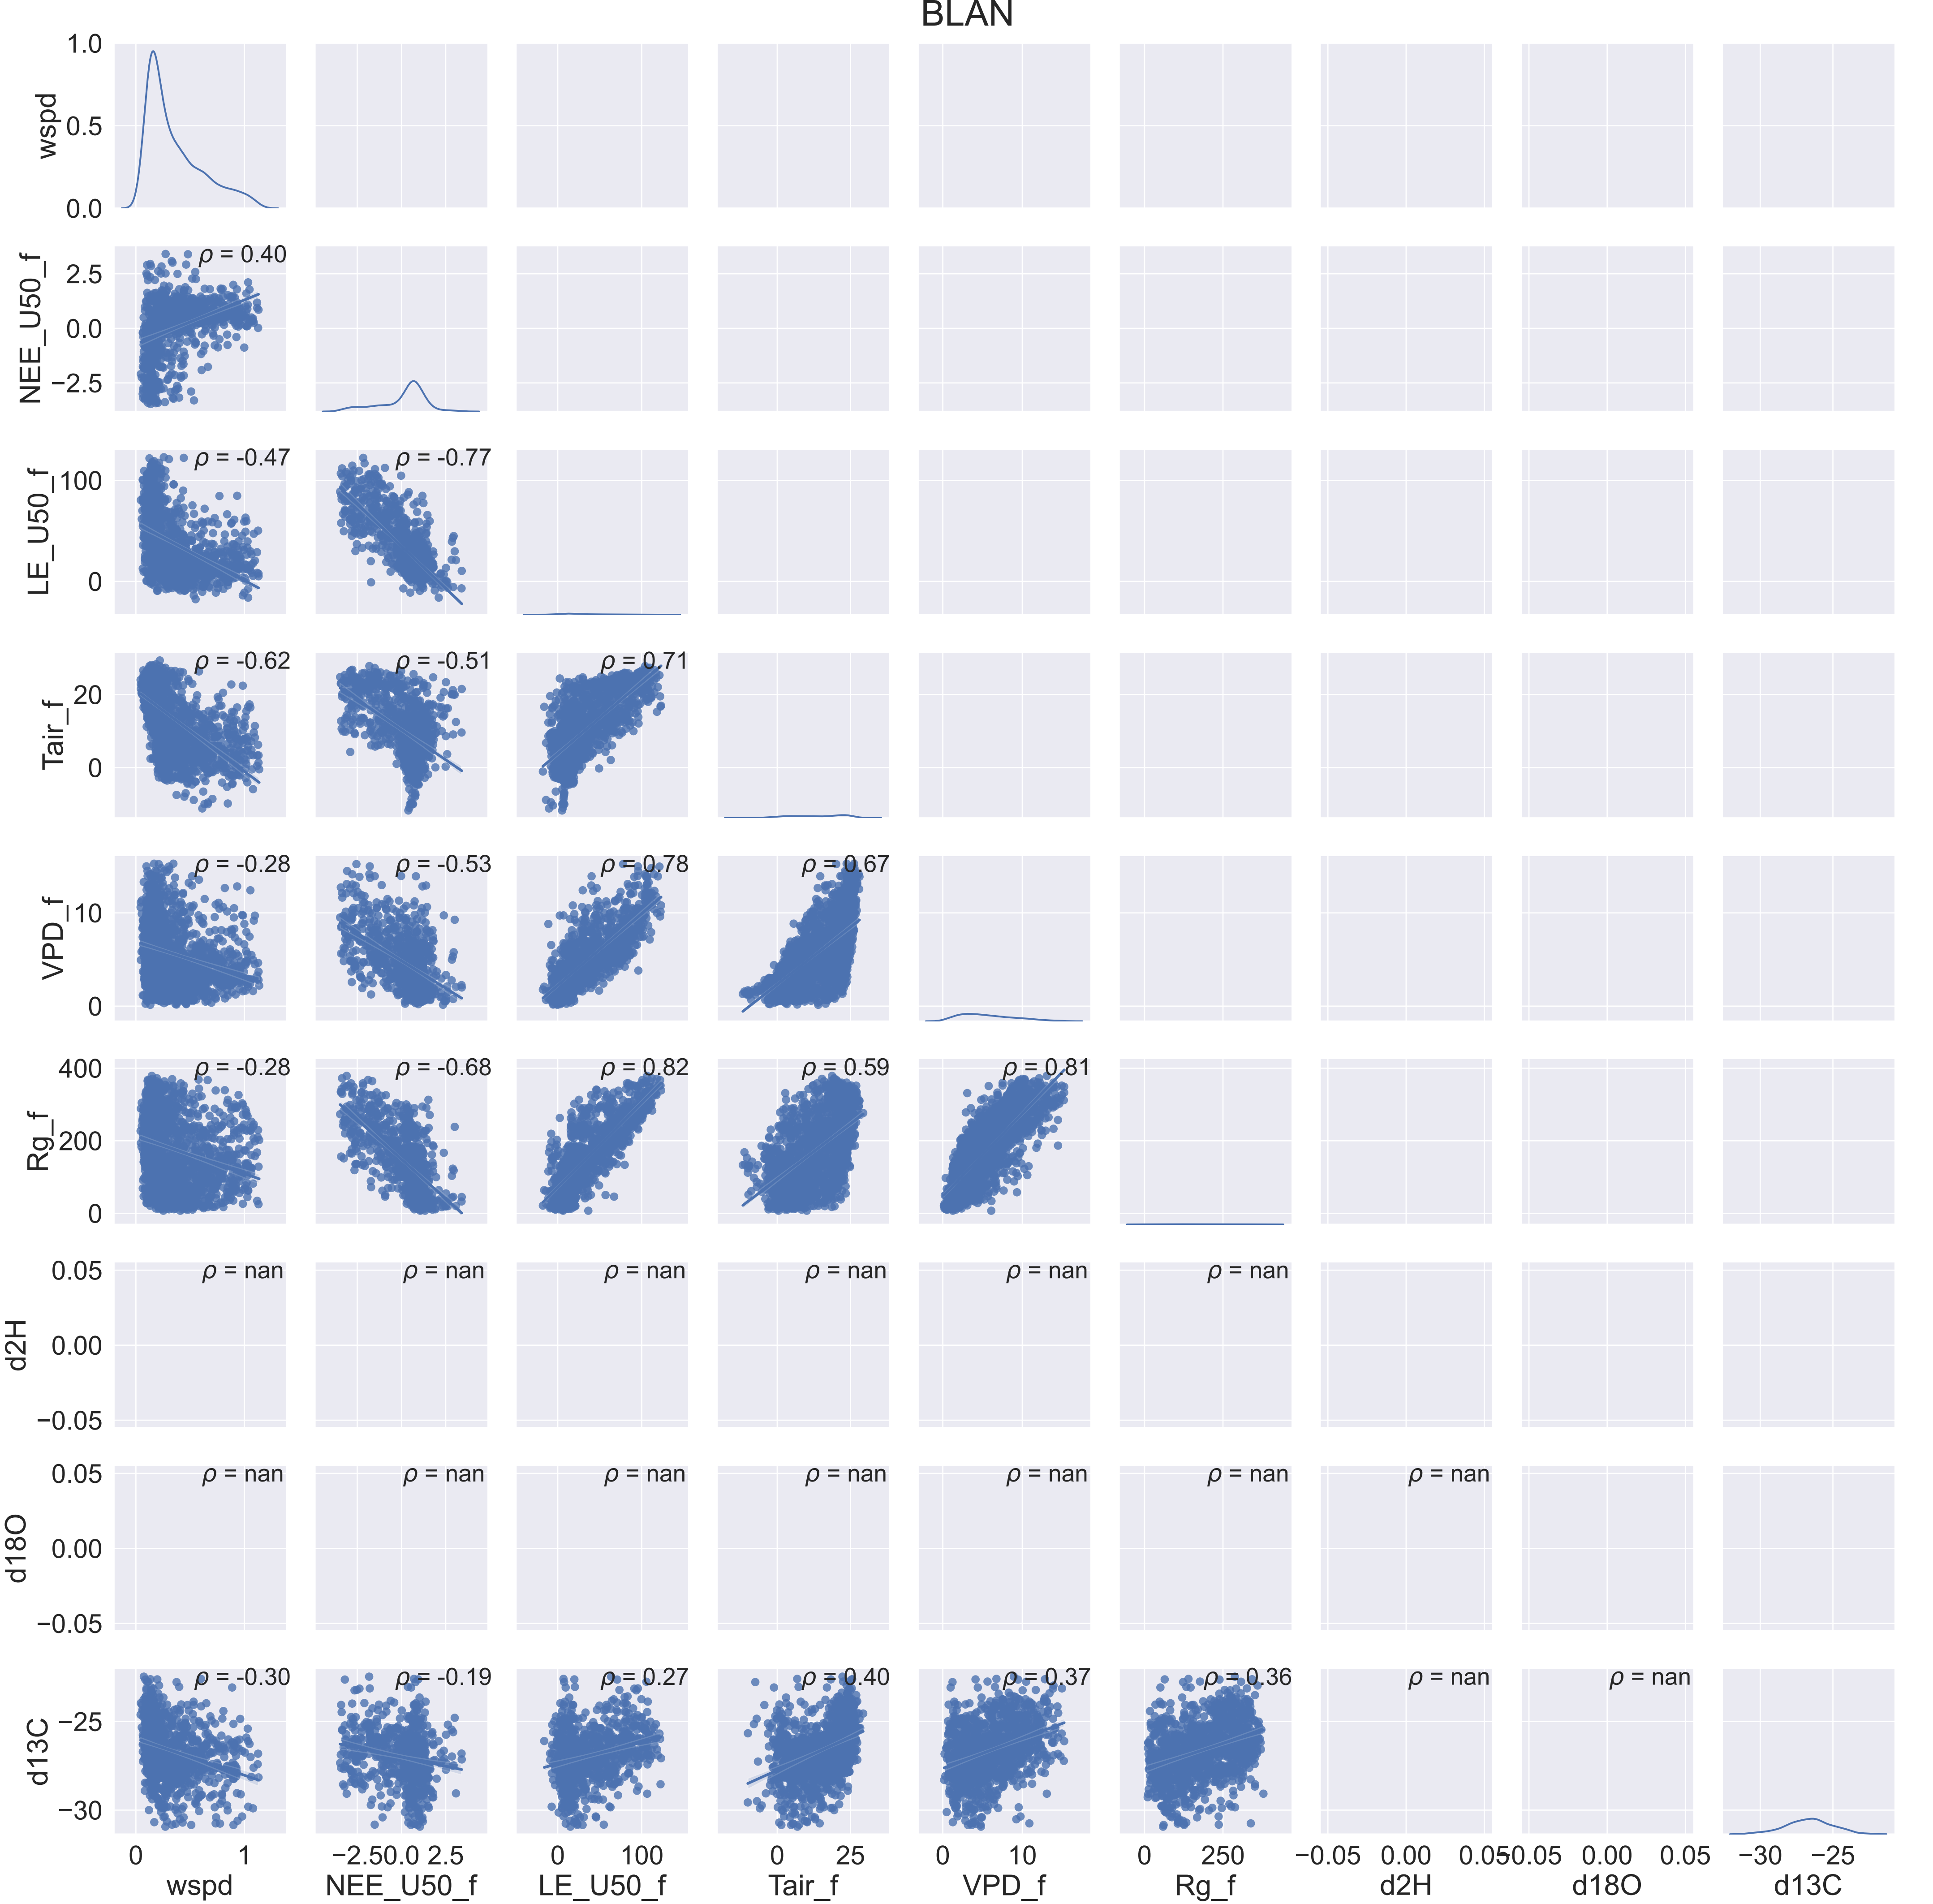 BLAN
1.0
0.5
0.0
wspd
ρ = 0.40
2.5
0.0
−2.5
NEE_U50_f
ρ = -0.47 ρ = -0.77
100
0
LE_U50_f
ρ = -0.62 ρ = -0.51 ρ = 0.71
20
0
Tair_f
ρ = -0.28 ρ = -0.53 ρ = 0.78 ρ = 0.67
10
0
VPD_f
ρ = -0.28 ρ = -0.68 ρ = 0.82 ρ = 0.59 ρ = 0.81
400
200
0
Rg_f
ρ = nan ρ = nan ρ = nan ρ = nan ρ = nan ρ = nan
0.05
0.00
−0.05
d2H
ρ = nan ρ = nan ρ = nan ρ = nan ρ = nan ρ = nan ρ = nan
0.05
0.00
−0.05
d18O
ρ = -0.30 ρ = -0.19 ρ = 0.27 ρ = 0.40 ρ = 0.37 ρ = 0.36 ρ = nan ρ = nan
−25
−30
d13C
0 1 −2.5 0.0 2.5 0 100 0 25 0 10 0 250 −0.05 0.00 0.05 −0.05 0.00 0.05 −30 −25
wspd NEE_U50_f LE_U50_f Tair_f VPD_f Rg_f d2H d18O d13C